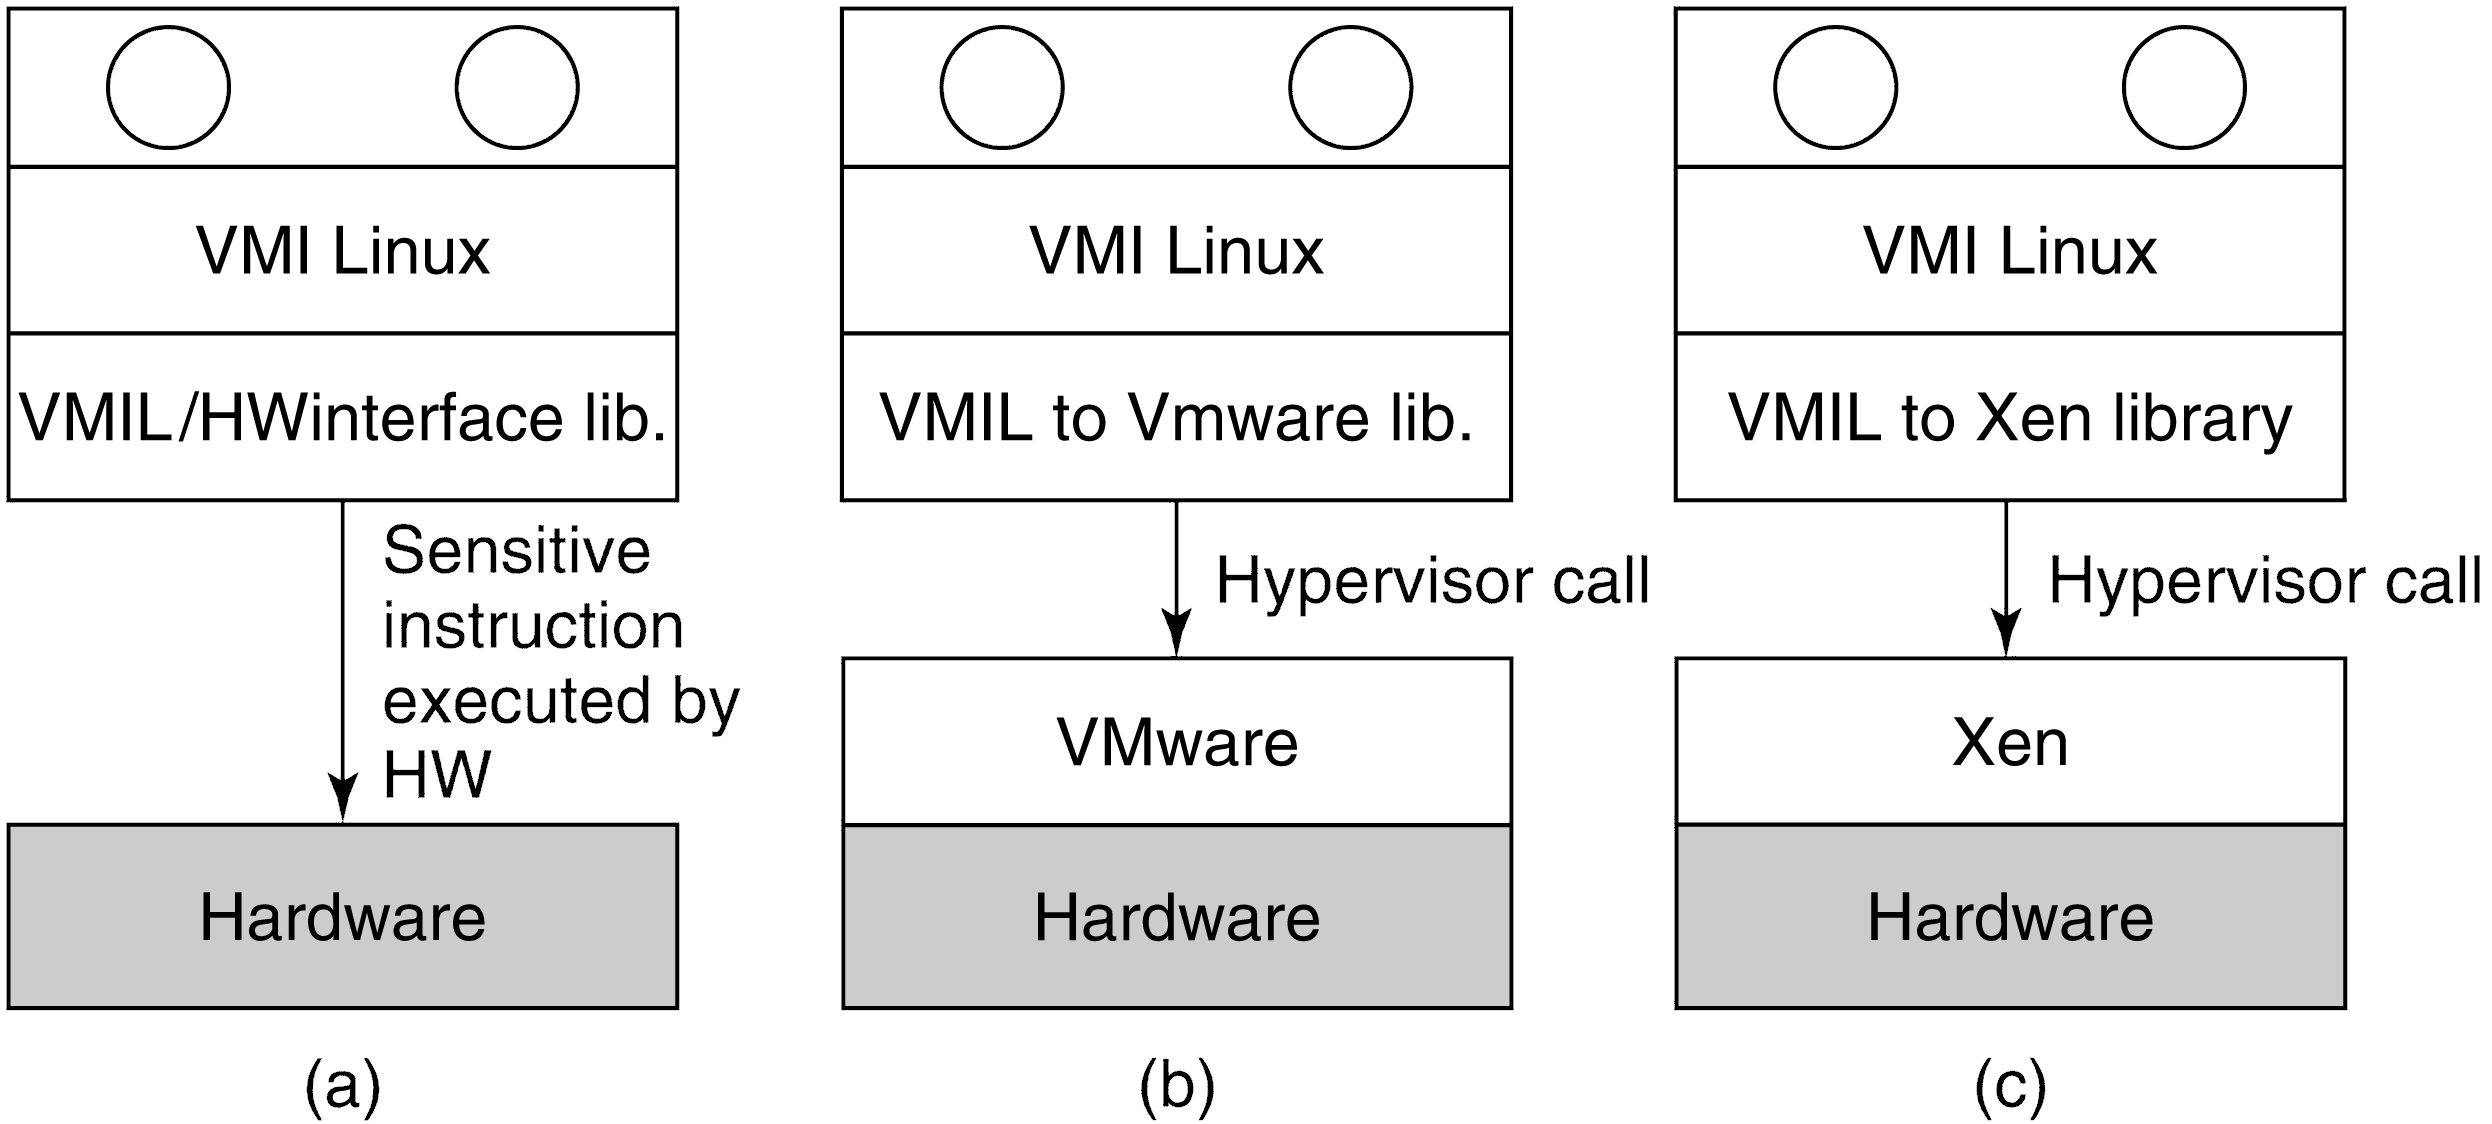 VMI Linux
VMIL/HWinterface lib.
Sensitive
instruction
executed by
HW
Hardware
(a)
VMI Linux
VMIL to Vmware lib.
Hypervisor call
VMware
Hardware
(b)
VMI Linux
VMIL to Xen library
Hypervisor call
Xen
Hardware
(c)